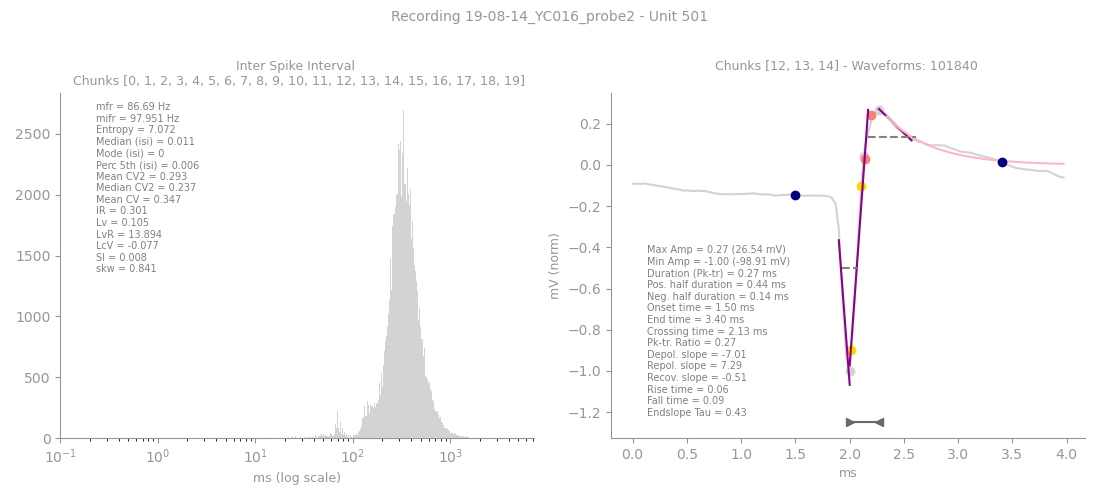 Recording 19-08-14_YC016_probe2 - Unit 501
Inter Spike Interval
Chunks [0, 1, 2, 3, 4, 5, 6, 7, 8, 9, 10, 11, 12, 13, 14, 15, 16, 17, 18, 19]
mfr = 86.69 Hz
mifr = 97.951 Hz
Entropy = 7.072
Median (isi) = 0.011
Mode (isi) = 0
Perc 5th (isi) = 0.006
Mean CV2 = 0.293
Median CV2 = 0.237
Mean CV = 0.347
IR = 0.301
Lv = 0.105
LvR = 13.894
LcV = -0.077
SI = 0.008
skw = 0.841
2500
2000
1500
1000
500
0
10⁻¹ 10⁰ 10¹ 10² 10³
ms (log scale)
Chunks [12, 13, 14] - Waveforms: 101840
mV (norm)
0.2
0.0
−0.2
−0.4
−0.6
−0.8
−1.0
−1.2
Max Amp = 0.27 (26.54 mV)
Min Amp = -1.00 (-98.91 mV)
Duration (Pk-tr) = 0.27 ms
Pos. half duration = 0.44 ms
Neg. half duration = 0.14 ms
Onset time = 1.50 ms
End time = 3.40 ms
Crossing time = 2.13 ms
Pk-tr. Ratio = 0.27
Depol. slope = -7.01
Repol. slope = 7.29
Recov. slope = -0.51
Rise time = 0.06
Fall time = 0.09
Endslope Tau = 0.43
0.0 0.5 1.0 1.5 2.0 2.5 3.0 3.5 4.0
ms